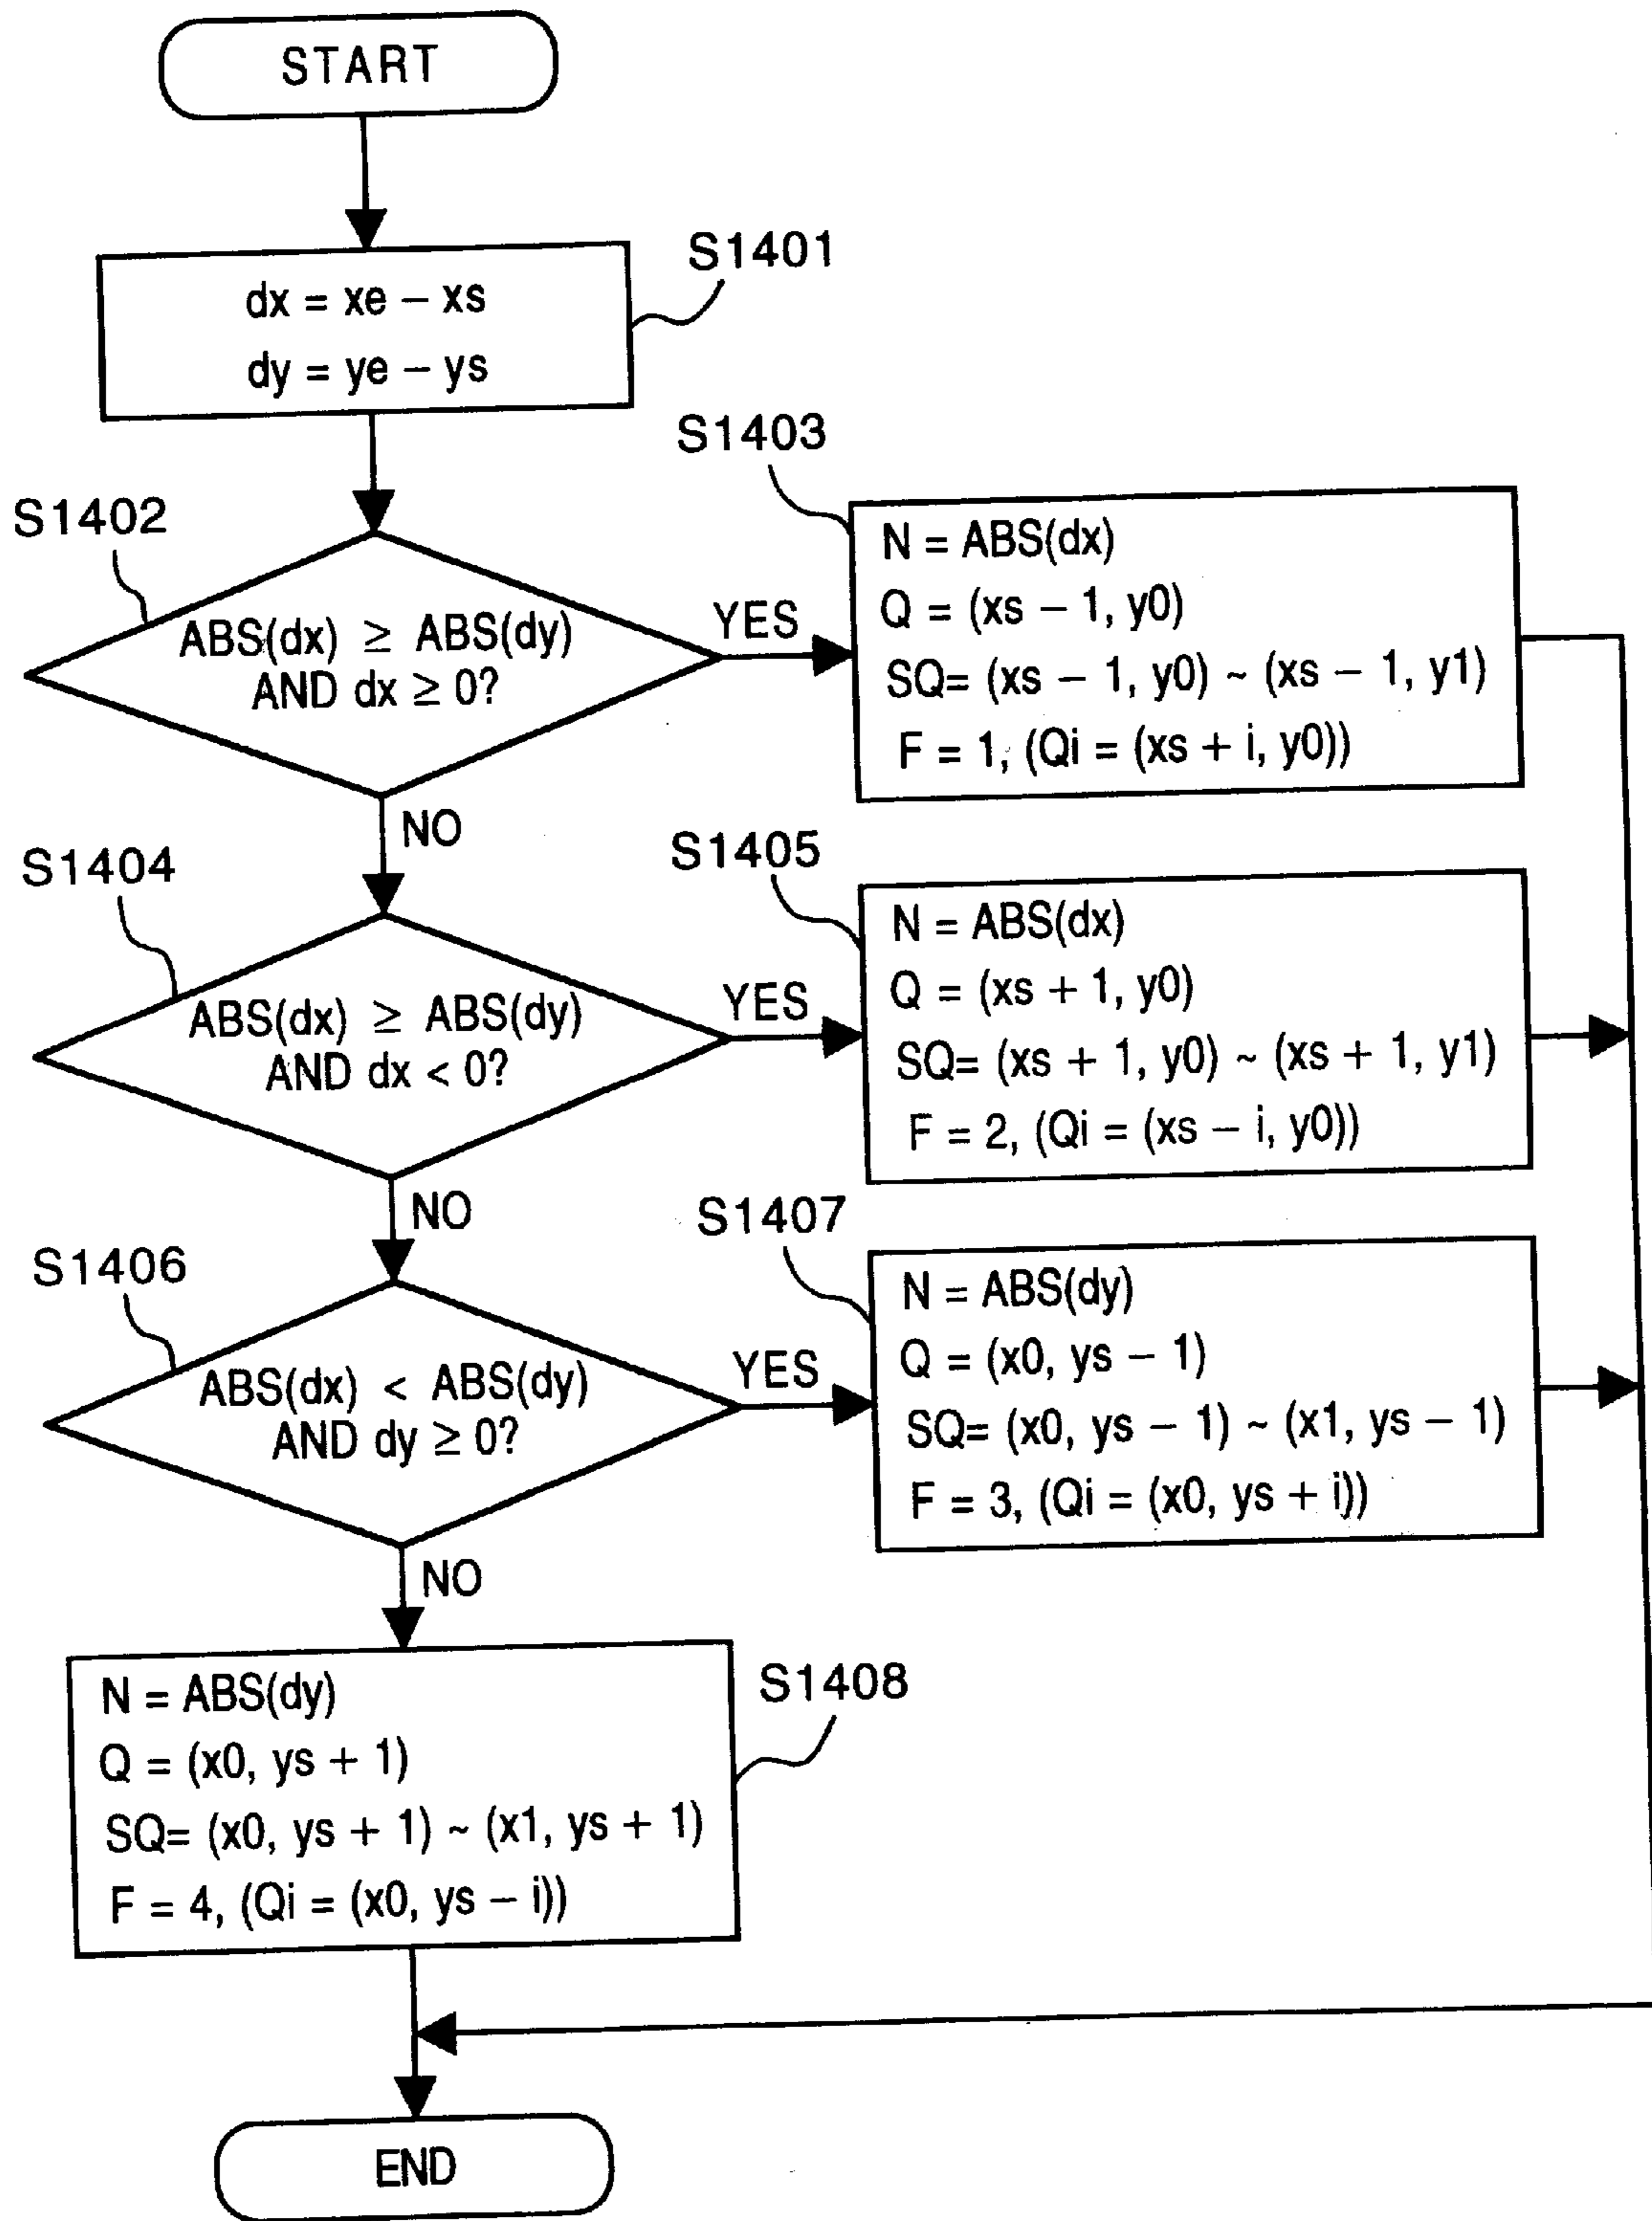 START
S1401
dx = xe − xs
dy = ye − ys
S1402
ABS(dx) ≥ ABS(dy)
AND dx ≥ 0?
YES
NO
S1403
N = ABS(dx)
Q = (xs − 1, y0)
SQ= (xs − 1, y0) ~ (xs − 1, y1)
F = 1, (Qi = (xs + i, y0))
S1404
ABS(dx) ≥ ABS(dy)
AND dx < 0?
YES
NO
S1405
N = ABS(dx)
Q = (xs + 1, y0)
SQ= (xs + 1, y0) ~ (xs + 1, y1)
F = 2, (Qi = (xs − i, y0))
S1406
ABS(dx) < ABS(dy)
AND dy ≥ 0?
YES
NO
S1407
N = ABS(dy)
Q = (x0, ys − 1)
SQ= (x0, ys − 1) ~ (x1, ys − 1)
F = 3, (Qi = (x0, ys + i))
S1408
N = ABS(dy)
Q = (x0, ys + 1)
SQ= (x0, ys + 1) ~ (x1, ys + 1)
F = 4, (Qi = (x0, ys − i))
END